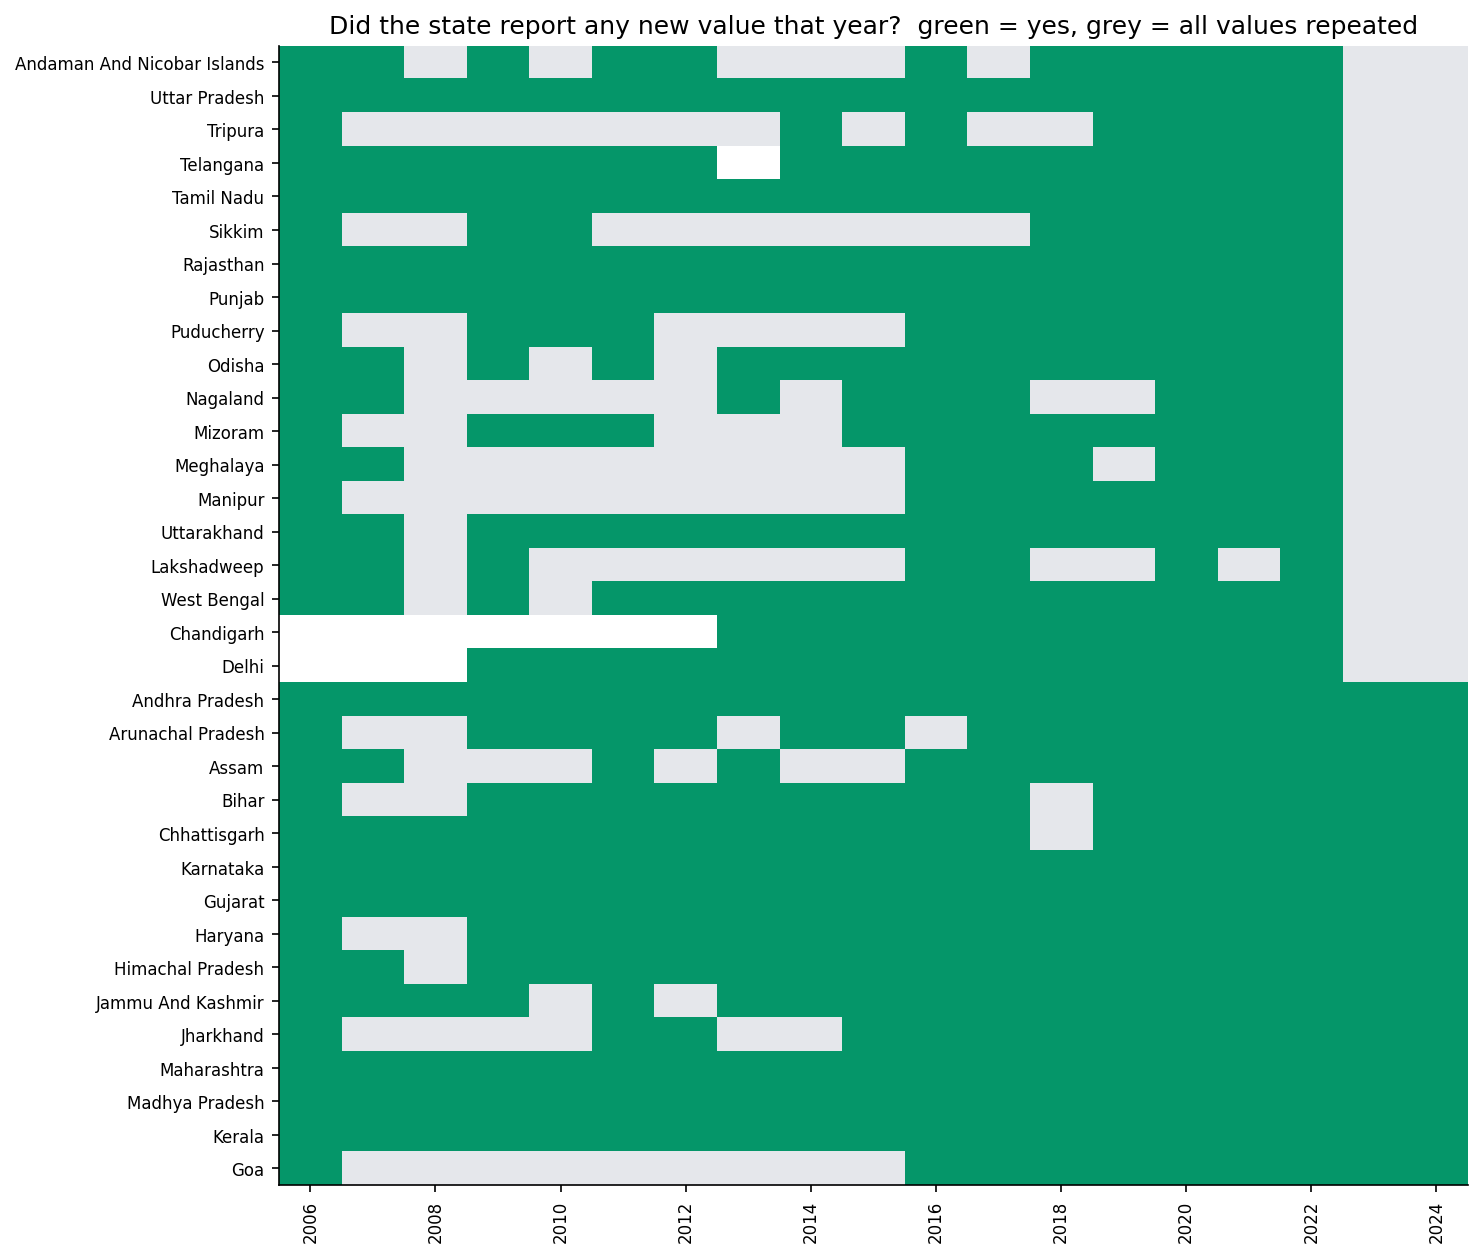 Did the state report any new value that year?  green = yes, grey = all values repeated
Andaman And Nicobar Islands
Uttar Pradesh
Tripura
Telangana
Tamil Nadu
Sikkim
Rajasthan
Punjab
Puducherry
Odisha
Nagaland
Mizoram
Meghalaya
Manipur
Uttarakhand
Lakshadweep
West Bengal
Chandigarh
Delhi
Andhra Pradesh
Arunachal Pradesh
Assam
Bihar
Chhattisgarh
Karnataka
Gujarat
Haryana
Himachal Pradesh
Jammu And Kashmir
Jharkhand
Maharashtra
Madhya Pradesh
Kerala
Goa
2006
2008
2010
2012
2014
2016
2018
2020
2022
2024